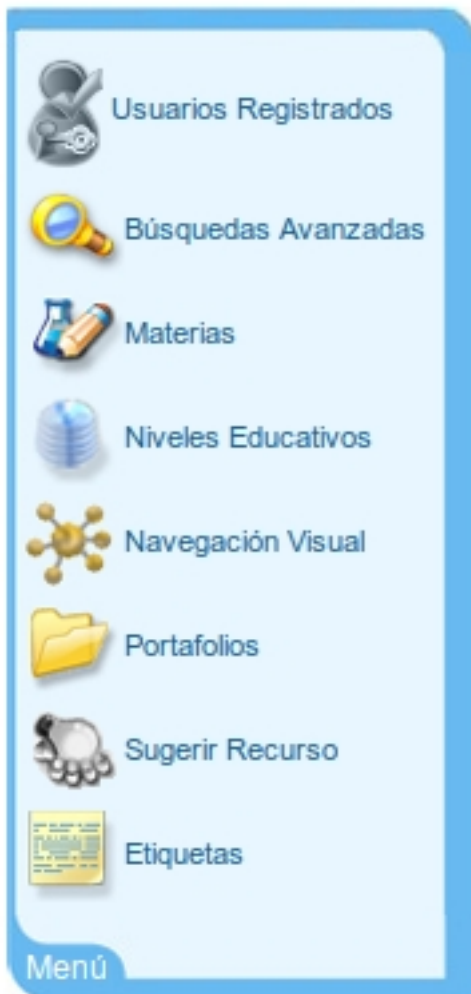 Usuarios Registrados
Búsquedas Avanzadas
Materias
Niveles Educativos
Navegación Visual
Portafolios
Sugerir Recurso
Etiquetas
Menú